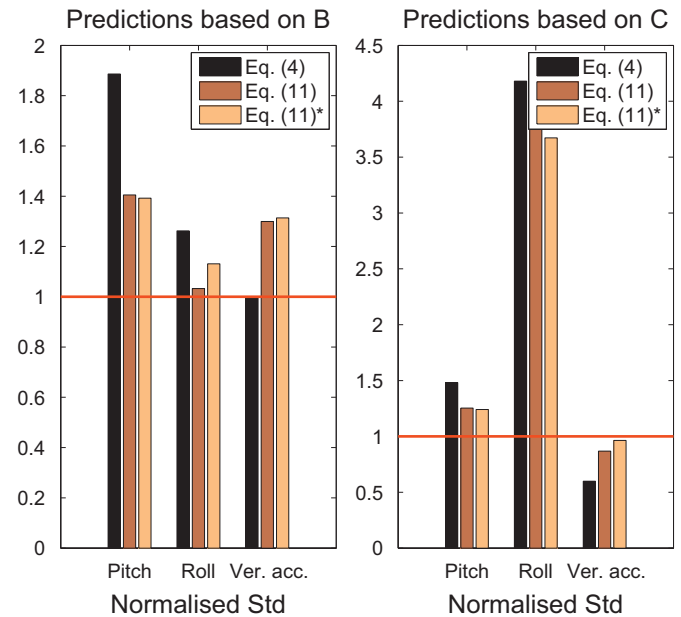 Predictions based on B
2
1.8
1.6
1.4
1.2
1
0.8
0.6
0.4
0.2
0
Eq. (4)
Eq. (11)
Eq. (11)*
Pitch Roll Ver. acc.
Normalised Std
Predictions based on C
4.5
4
3.5
3
2.5
2
1.5
1
0.5
0
Eq. (4)
Eq. (11)
Eq. (11)*
Pitch Roll Ver. acc.
Normalised Std